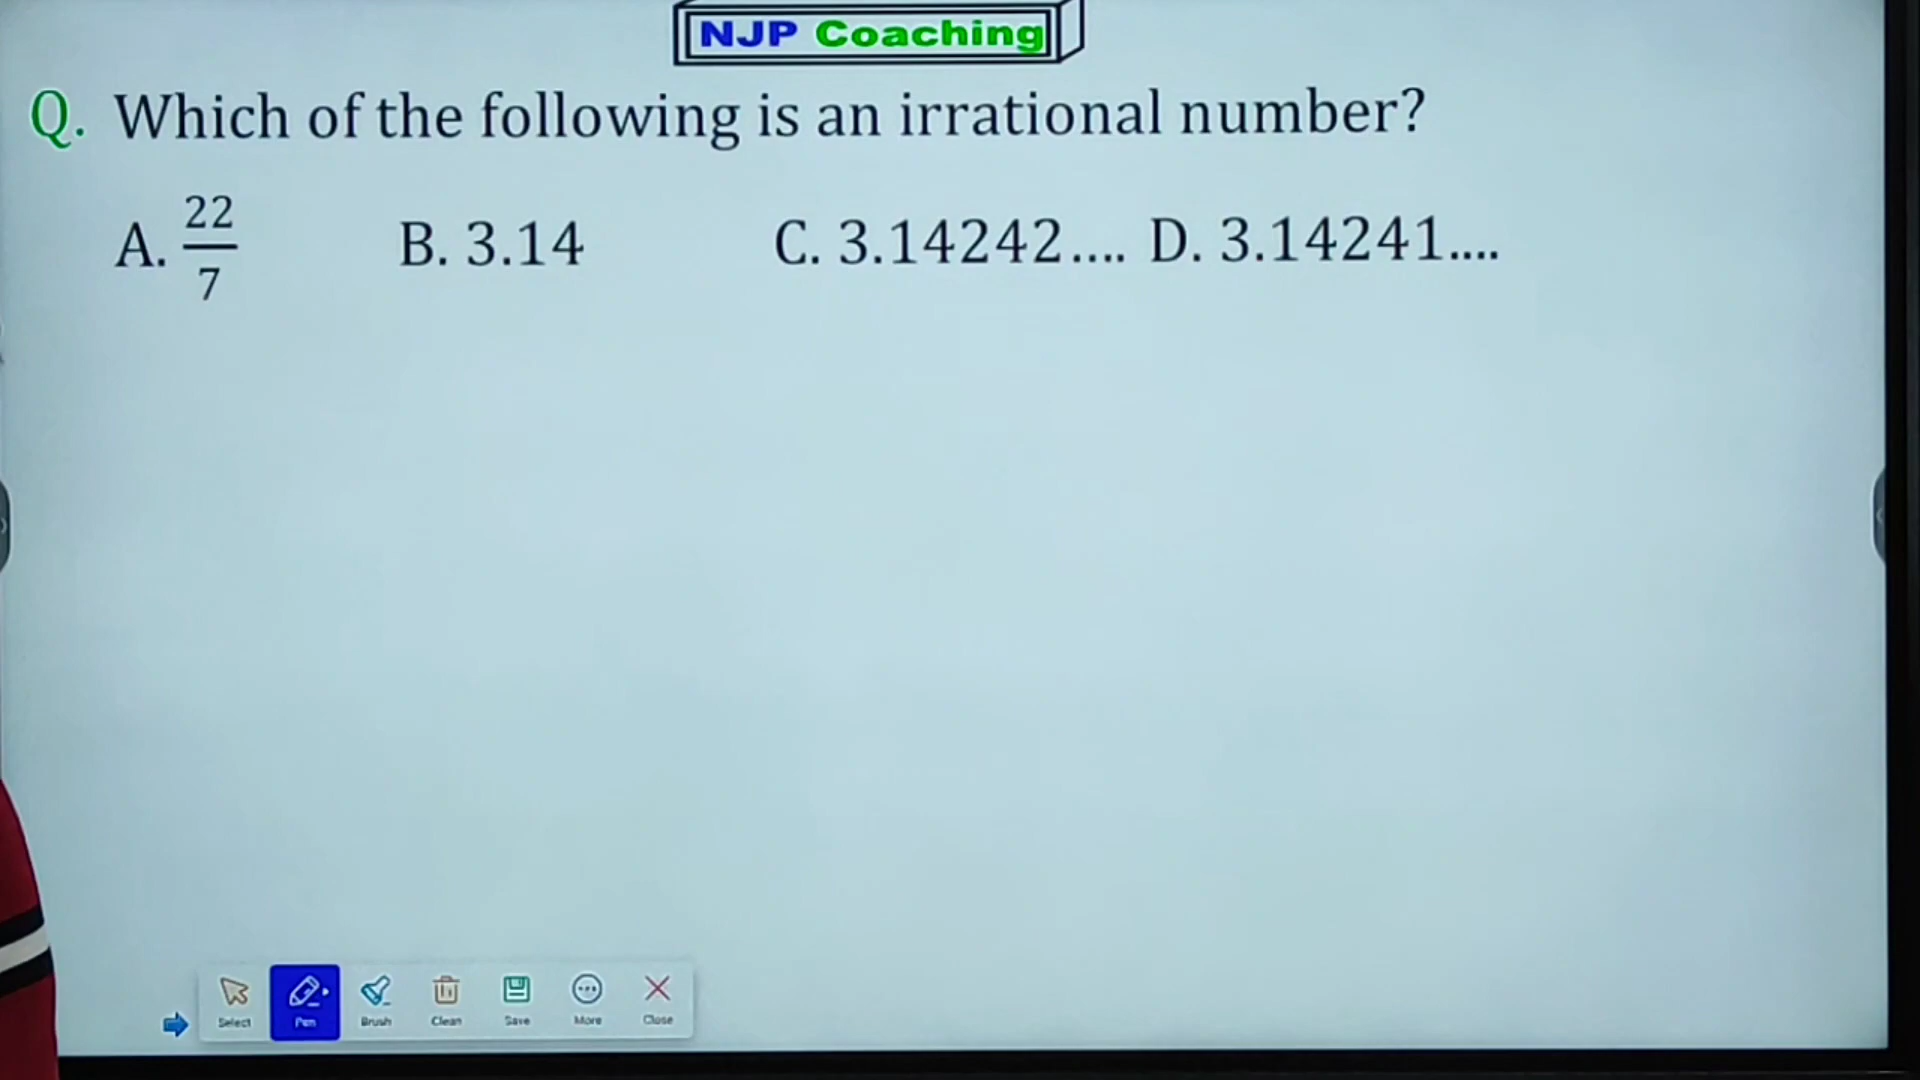 NJP Coaching
Q. Which of the following is an irrational number?
A. 22/7 B. 3.14 C. 3.14242.... D. 3.14241....
Select Pen Brush Clean Save More Close